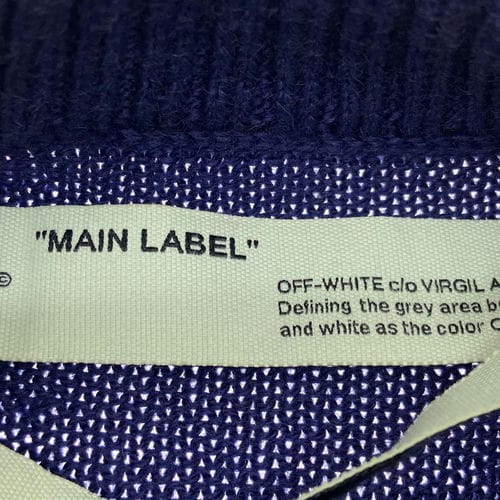 "MAIN LABEL"
©
OFF-WHITE c/o VIRGIL A
Defining the grey area b
and white as the color